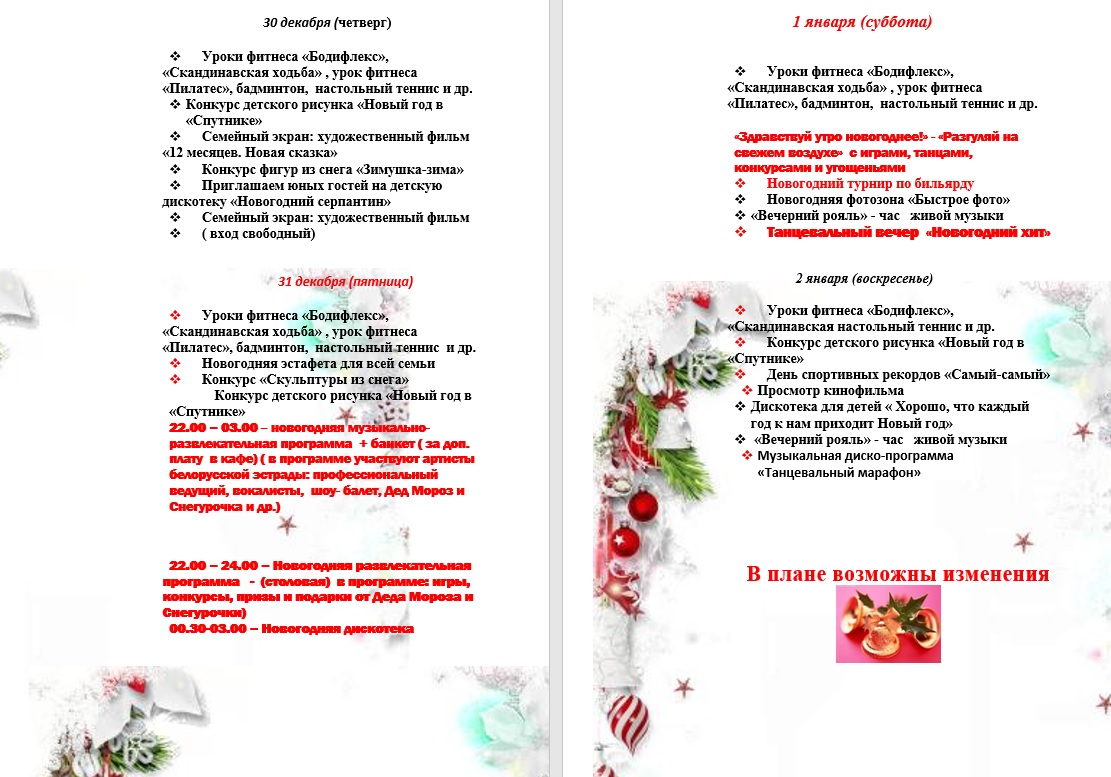 30 декабря (четверг)
❖ Уроки фитнеса «Бодифлекс»,
«Скандинавская ходьба» , урок фитнеса
«Пилатес», бадминтон, настольный теннис и др.
❖ Конкурс детского рисунка «Новый год в
«Спутнике»
❖ Семейный экран: художественный фильм
«12 месяцев. Новая сказка»
❖ Конкурс фигур из снега «Зимушка-зима»
❖ Приглашаем юных гостей на детскую
дискотеку «Новогодний серпантин»
❖ Семейный экран: художественный фильм
❖ ( вход свободный)
31 декабря (пятница)
❖ Уроки фитнеса «Бодифлекс»,
«Скандинавская ходьба» , урок фитнеса
«Пилатес», бадминтон, настольный теннис и др.
❖ Новогодняя эстафета для всей семьи
❖ Конкурс «Скульптуры из снега»
Конкурс детского рисунка «Новый год в
«Спутнике»
22.00 – 03.00 – новогодняя музыкально-
развлекательная программа + банкет ( за доп.
плату в кафе) ( в программе участвуют артисты
белорусской эстрады: профессиональный
ведущий, вокалисты, шоу- балет, Дед Мороз и
Снегурочка и др.)
22.00 – 24.00 – Новогодняя развлекательная
программа - (столовая) в программе: игры,
конкурсы, призы и подарки от Деда Мороза и
Снегурочки)
00.30-03.00 – Новогодняя дискотека
1 января (суббота)
❖ Уроки фитнеса «Бодифлекс»,
«Скандинавская ходьба» , урок фитнеса
«Пилатес», бадминтон, настольный теннис и др.
«Здравствуй утро новогоднее!» - «Разгуляй на
свежем воздухе» с играми, танцами,
конкурсами и угощеньями
❖ Новогодний турнир по бильярду
❖ Новогодняя фотозона «Быстрое фото»
❖ «Вечерний рояль» - час живой музыки
❖ Танцевальный вечер «Новогодний хит»
2 января (воскресенье)
❖ Уроки фитнеса «Бодифлекс»,
«Скандинавская настольный теннис и др.
❖ Конкурс детского рисунка «Новый год в
«Спутнике»
❖ День спортивных рекордов «Самый-самый»
❖ Просмотр кинофильма
❖ Дискотека для детей « Хорошо, что каждый
год к нам приходит Новый год»
❖ «Вечерний рояль» - час живой музыки
❖ Музыкальная диско-программа
«Танцевальный марафон»
В плане возможны изменения